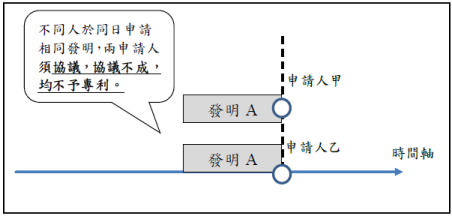 不同人於同日申請
相同發明，兩申請人
須協議，協議不成，
均不予專利。
申請人甲
發明 A
申請人乙
發明 A
時間軸